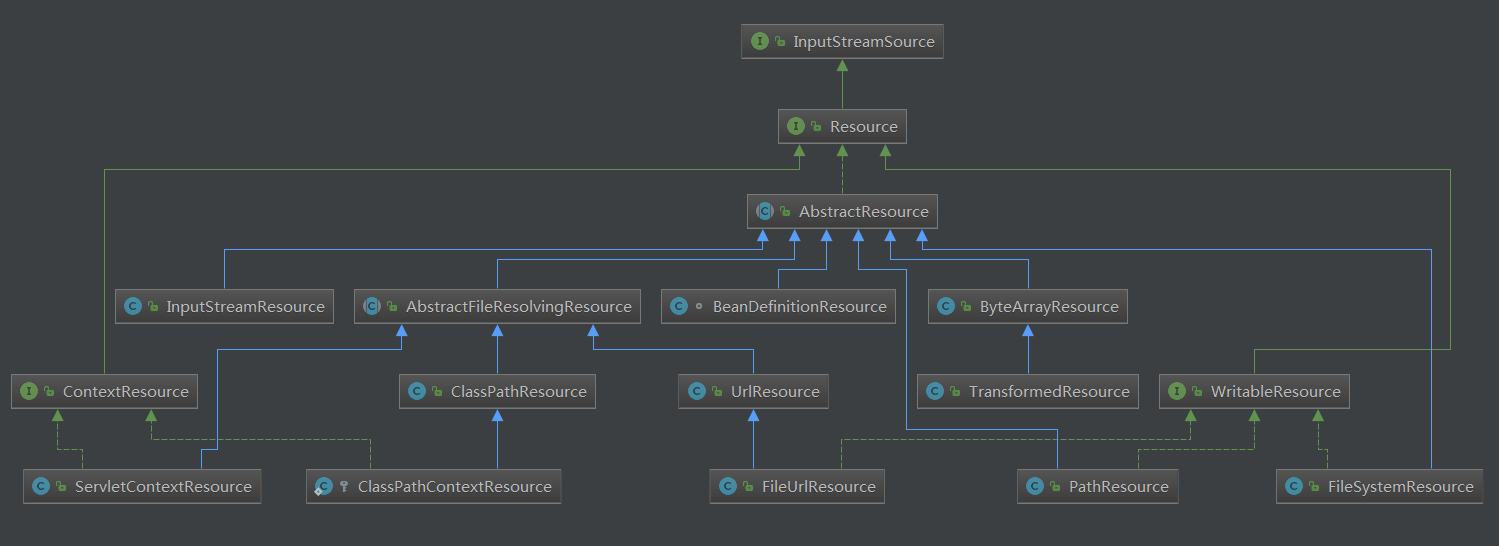 InputStreamSource
Resource
AbstractResource
InputStreamResource
AbstractFileResolvingResource
BeanDefinitionResource
ByteArrayResource
ContextResource
ClassPathResource
UrlResource
TransformedResource
WritableResource
ServletContextResource
ClassPathContextResource
FileUrlResource
PathResource
FileSystemResource